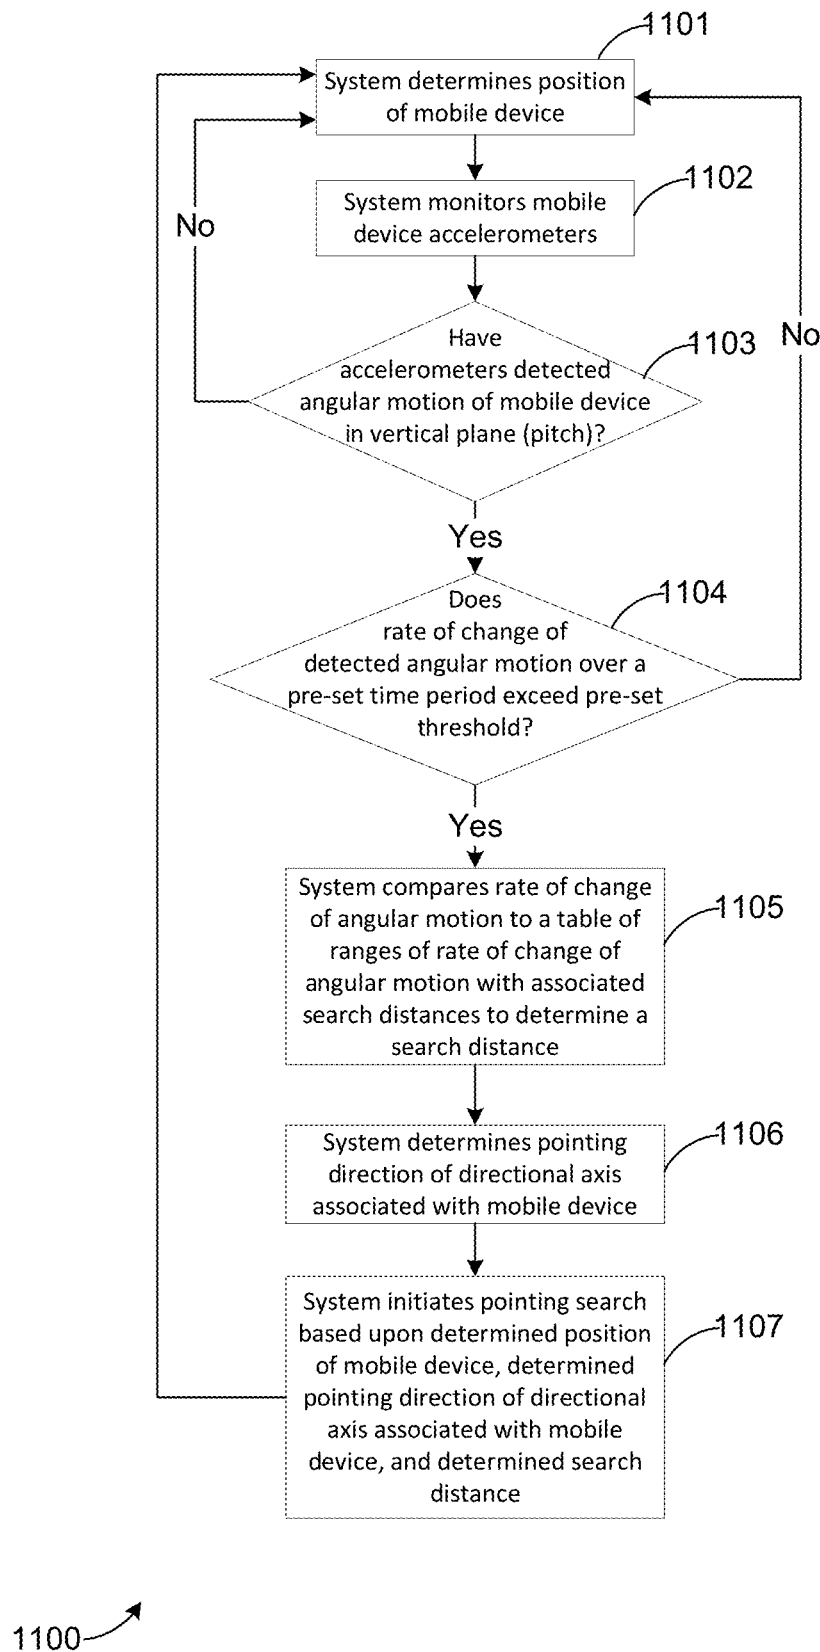 1101
System determines position
of mobile device
1102
System monitors mobile
device accelerometers
No
Have
accelerometers detected
angular motion of mobile device
in vertical plane (pitch)?
1103
No
Yes
Does
rate of change of
detected angular motion over a
pre-set time period exceed pre-set
threshold?
1104
Yes
System compares rate of change
of angular motion to a table of
ranges of rate of change of
angular motion with associated
search distances to determine a
search distance
1105
System determines pointing
direction of directional axis
associated with mobile device
1106
System initiates pointing search
based upon determined position
of mobile device, determined
pointing direction of directional
axis associated with mobile
device, and determined search
distance
1107
1100